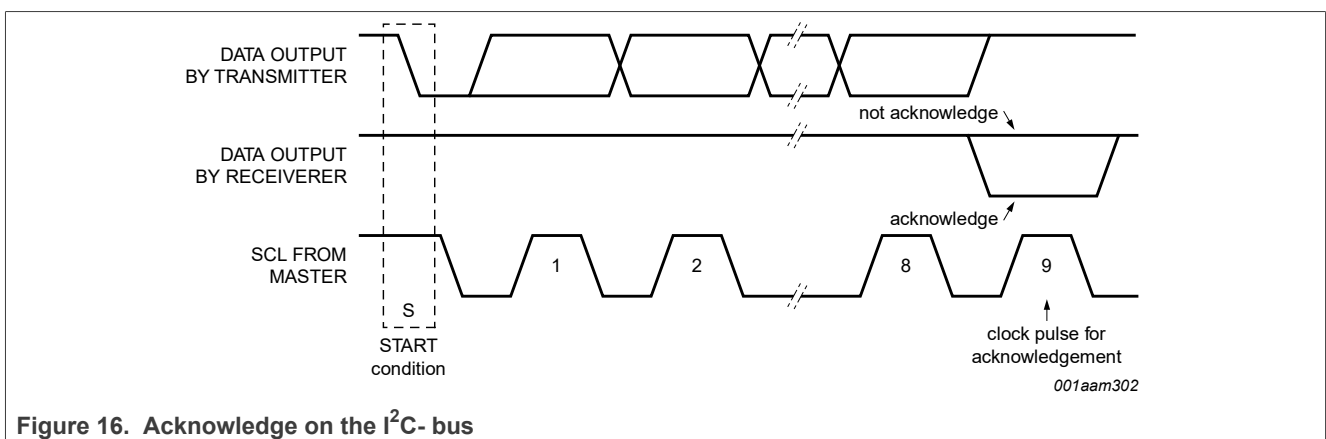 DATA OUTPUT
BY TRANSMITTER
not acknowledge
DATA OUTPUT
BY RECEIVERER
acknowledge
SCL FROM
MASTER
1
2
8
9
S
START
condition
clock pulse for
acknowledgement
001aam302
Figure 16. Acknowledge on the I²C- bus